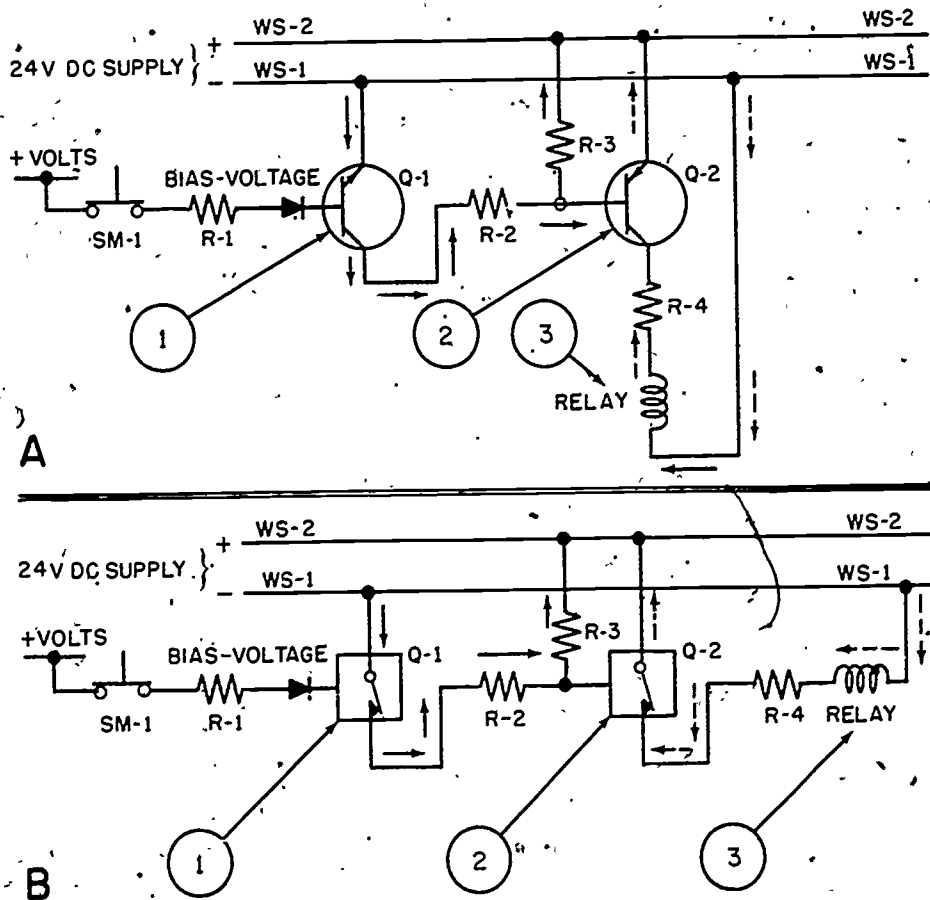 WS-2 WS-2
24V DC SUPPLY } +
- WS-1 WS-1
+ VOLTS
BIAS-VOLTAGE Q-1 R-3 Q-2
SM-1 R-1 R-2
1 2 3 R-4
RELAY
A
WS-2 WS-2
24V DC SUPPLY } +
- WS-1 WS-1
+VOLTS
BIAS-VOLTAGE Q-1 R-3 Q-2
SM-1 R-1 R-2 R-4 RELAY
1 2 3
B